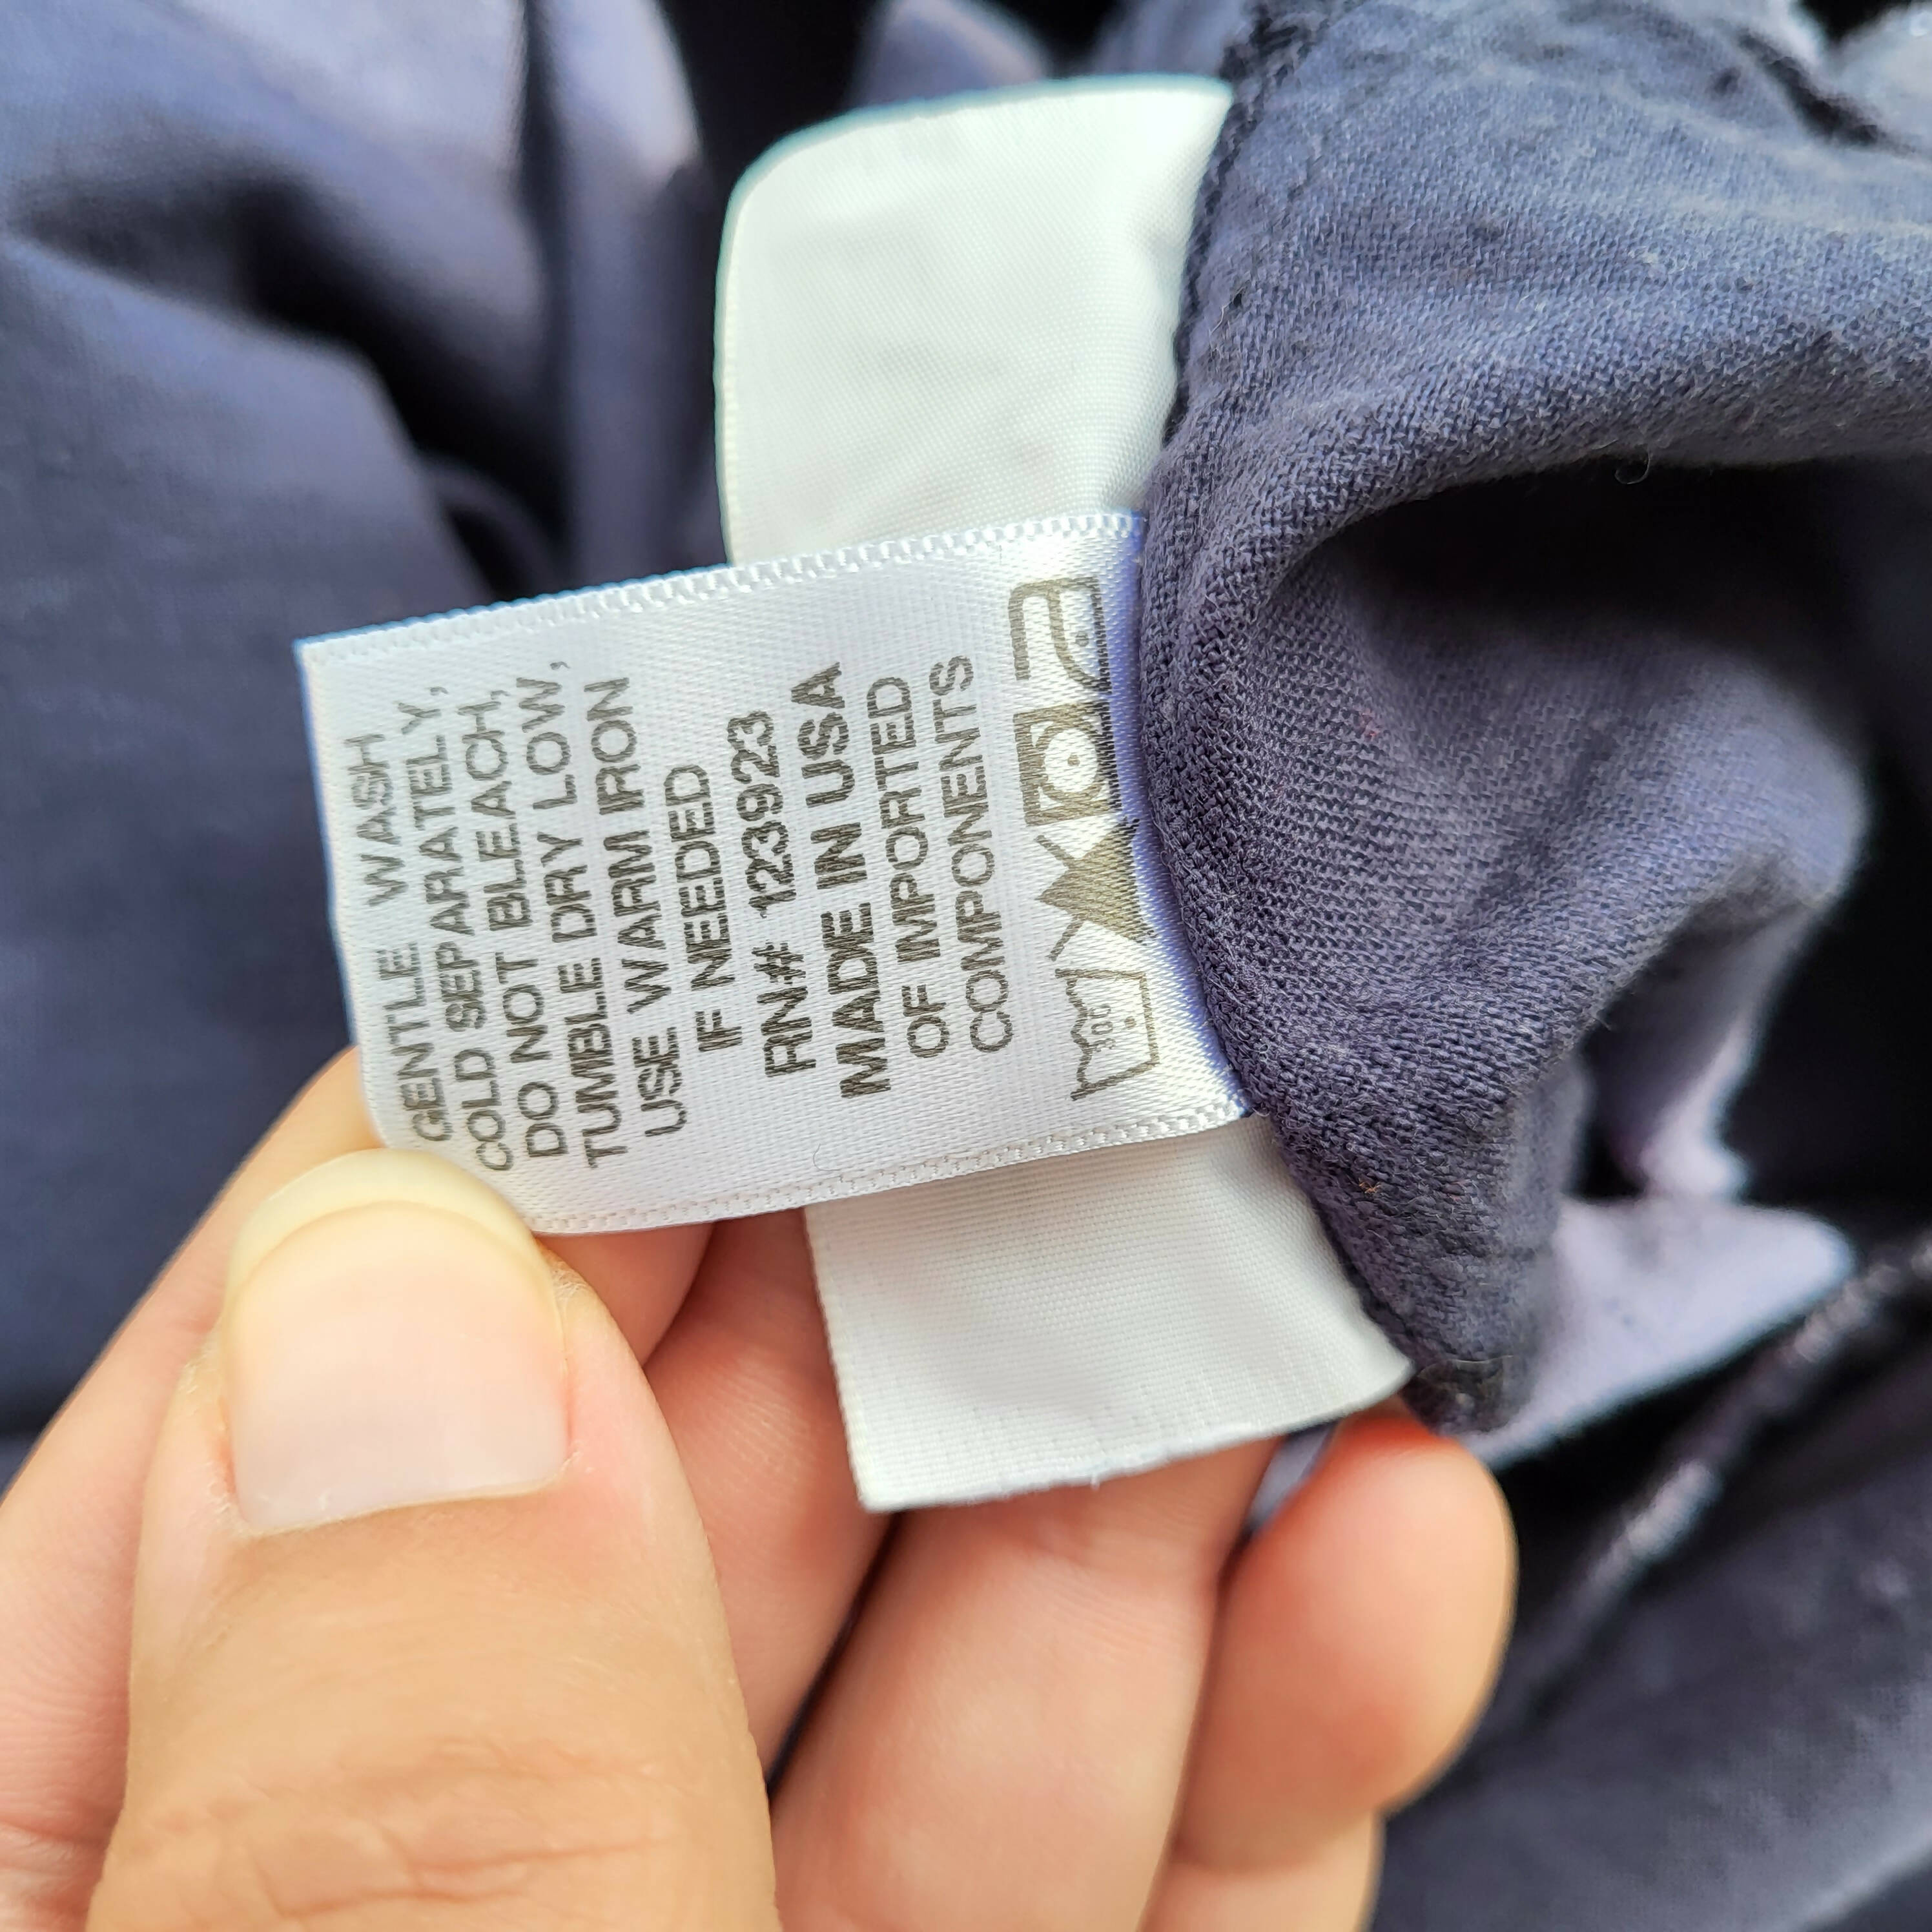 GENTLE WASH
COLD SEPARATELY,
DO NOT BLEACH,
TUMBLE DRY LOW,
USE WARM IRON
IF NEEDED
RN# 123923
MADE IN USA
OF IMPORTED
COMPONENTS
30